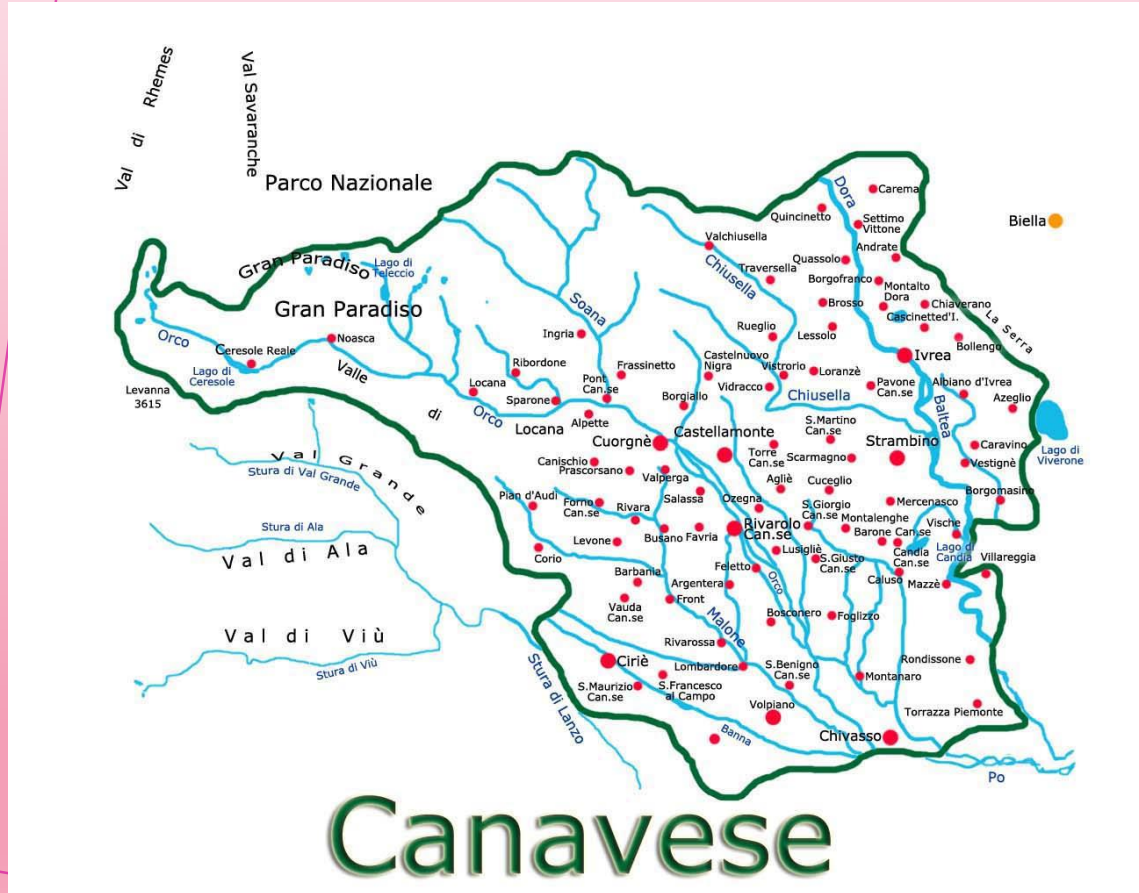 Val di Rhemes
Val Savaranche
Parco Nazionale
Gran Paradiso
Lago di
Teleccio
Gran Paradiso
Orco
Ceresole Reale
Lago di
Ceresole
Noasca
Levanna
3615
Valle
di
Locana
Orco
Locana
Ribordone
Sparone
Ingria
Soana
Pont
Can.se
Frassinetto
Alpette
Valchiusella
Chiusella
Traversella
Quincinetto
Dora
Carema
Settimo
Vittone
Andrate
Quassolo
Borgofranco
Montalto
Dora
Brosso
Chiaverano
Cascinetted'I.
La Serra
Bollengo
Biella
Rueglio
Lessolo
Ivrea
Castelnuovo
Nigra
Vistrorio
Loranzè
Vidracco
Chiusella
Pavone
Can.se
Albiano d'Ivrea
Baltea
Azeglio
Borgiallo
Cuorgnè
Castellamonte
S.Martino
Can.se
Strambino
Lago di
Viverone
Torre
Can.se
Scarmagno
Caravino
Vestignè
Canischio
Prascorsano
Valperga
Agliè
Cuceglio
Borgomasino
Pian d'Audi
Forno
Can.se
Salassa
Ozegna
S.Giorgio
Can.se
Mercenasco
Rivara
Rivarolo
Can.se
Montalenghe
Vische
Levone
Busano
Favria
Barone Can.se
Lusigliè
Candia
Can.se
Lago di
Candia
Villareggia
Corio
S.Giusto
Can.se
Feletto
Orco
Caluso
Mazzè
Barbania
Argentera
Vauda
Can.se
Front
Malone
Bosconero
Foglizzo
Rivarossa
Ciriè
Lombardore
S.Benigno
Can.se
Montanaro
Rondissone
S.Maurizio
Can.se
S.Francesco
al Campo
Volpiano
Torrazza Piemonte
Banna
Chivasso
Po
Val Grande
Stura di Val Grande
Stura di Ala
Val di Ala
Val di Viù
Stura di Viù
Stura di Lanzo
Canavese